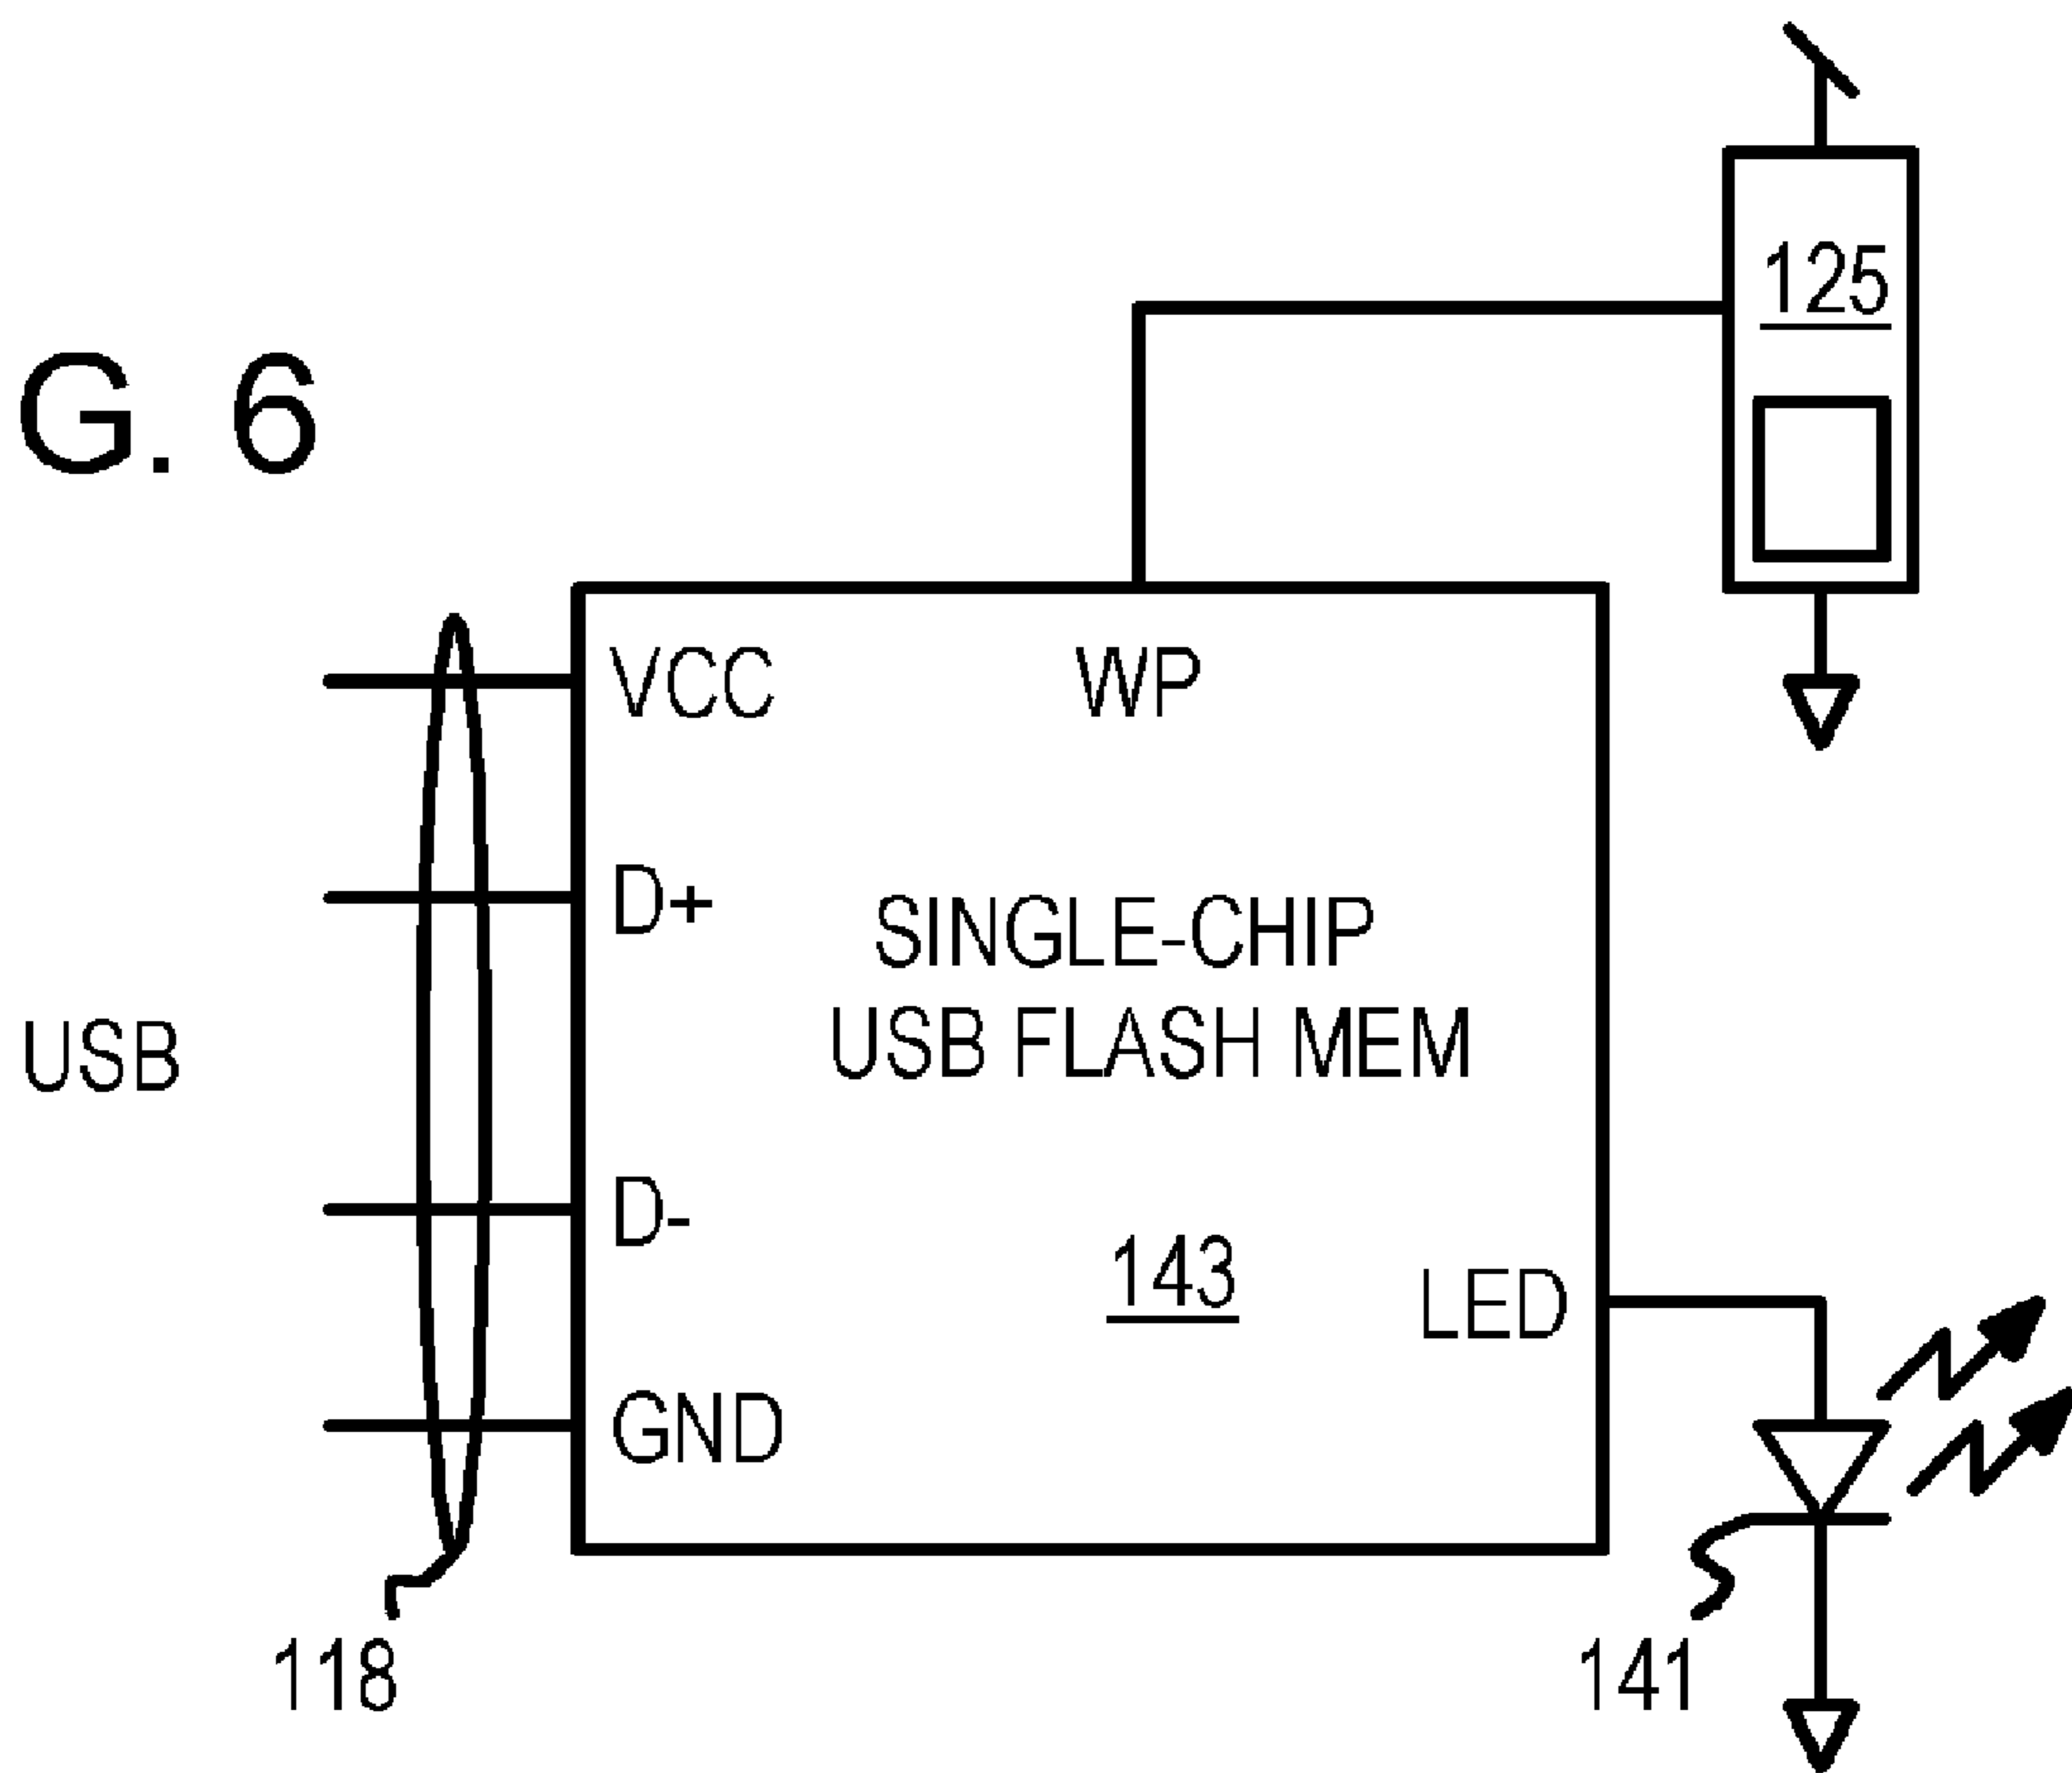 G. 6
125
VCC
WP
D+
SINGLE-CHIP
USB FLASH MEM
USB
D-
143
LED
GND
118
141